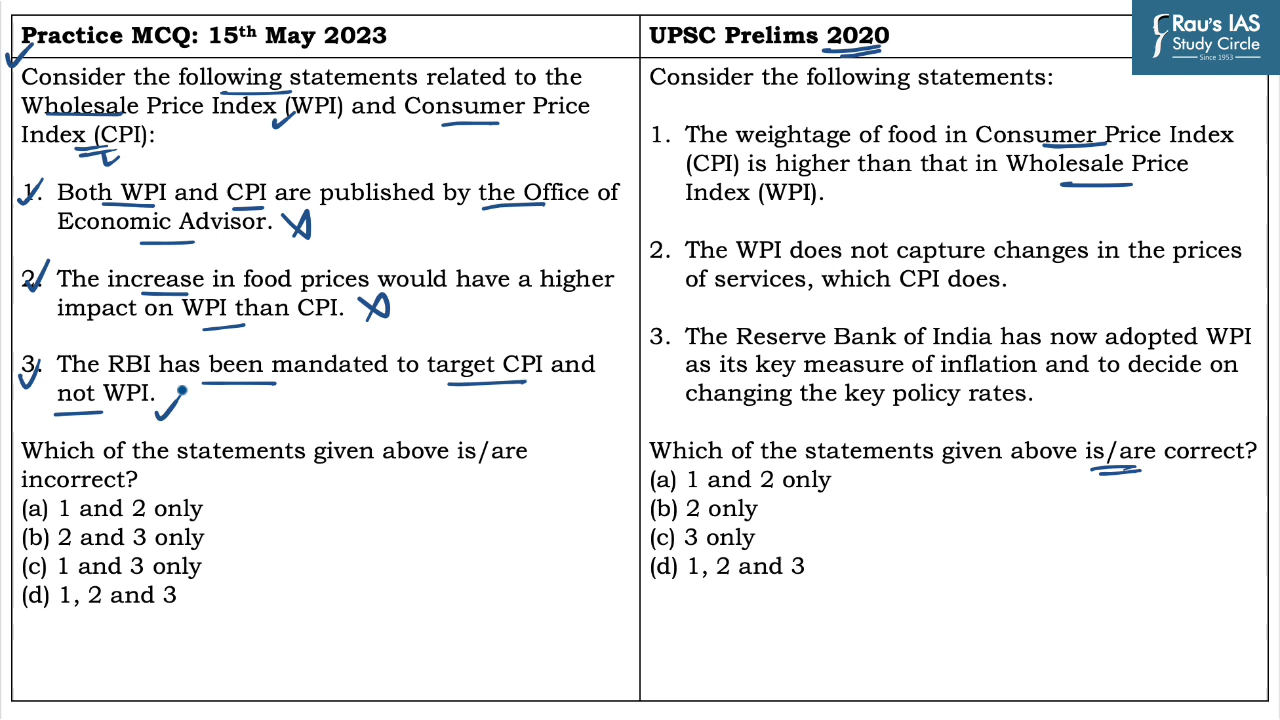 Practice MCQ: 15th May 2023
Consider the following statements related to the
Wholesale Price Index (WPI) and Consumer Price
Index (CPI):
1. Both WPI and CPI are published by the Office of
Economic Advisor.
2. The increase in food prices would have a higher
impact on WPI than CPI.
3. The RBI has been mandated to target CPI and
not WPI.
Which of the statements given above is/are
incorrect?
(a) 1 and 2 only
(b) 2 and 3 only
(c) 1 and 3 only
(d) 1, 2 and 3
UPSC Prelims 2020
Consider the following statements:
1. The weightage of food in Consumer Price Index
(CPI) is higher than that in Wholesale Price
Index (WPI).
2. The WPI does not capture changes in the prices
of services, which CPI does.
3. The Reserve Bank of India has now adopted WPI
as its key measure of inflation and to decide on
changing the key policy rates.
Which of the statements given above is/are correct?
(a) 1 and 2 only
(b) 2 only
(c) 3 only
(d) 1, 2 and 3
Rau's IAS
Study Circle
Since 1953